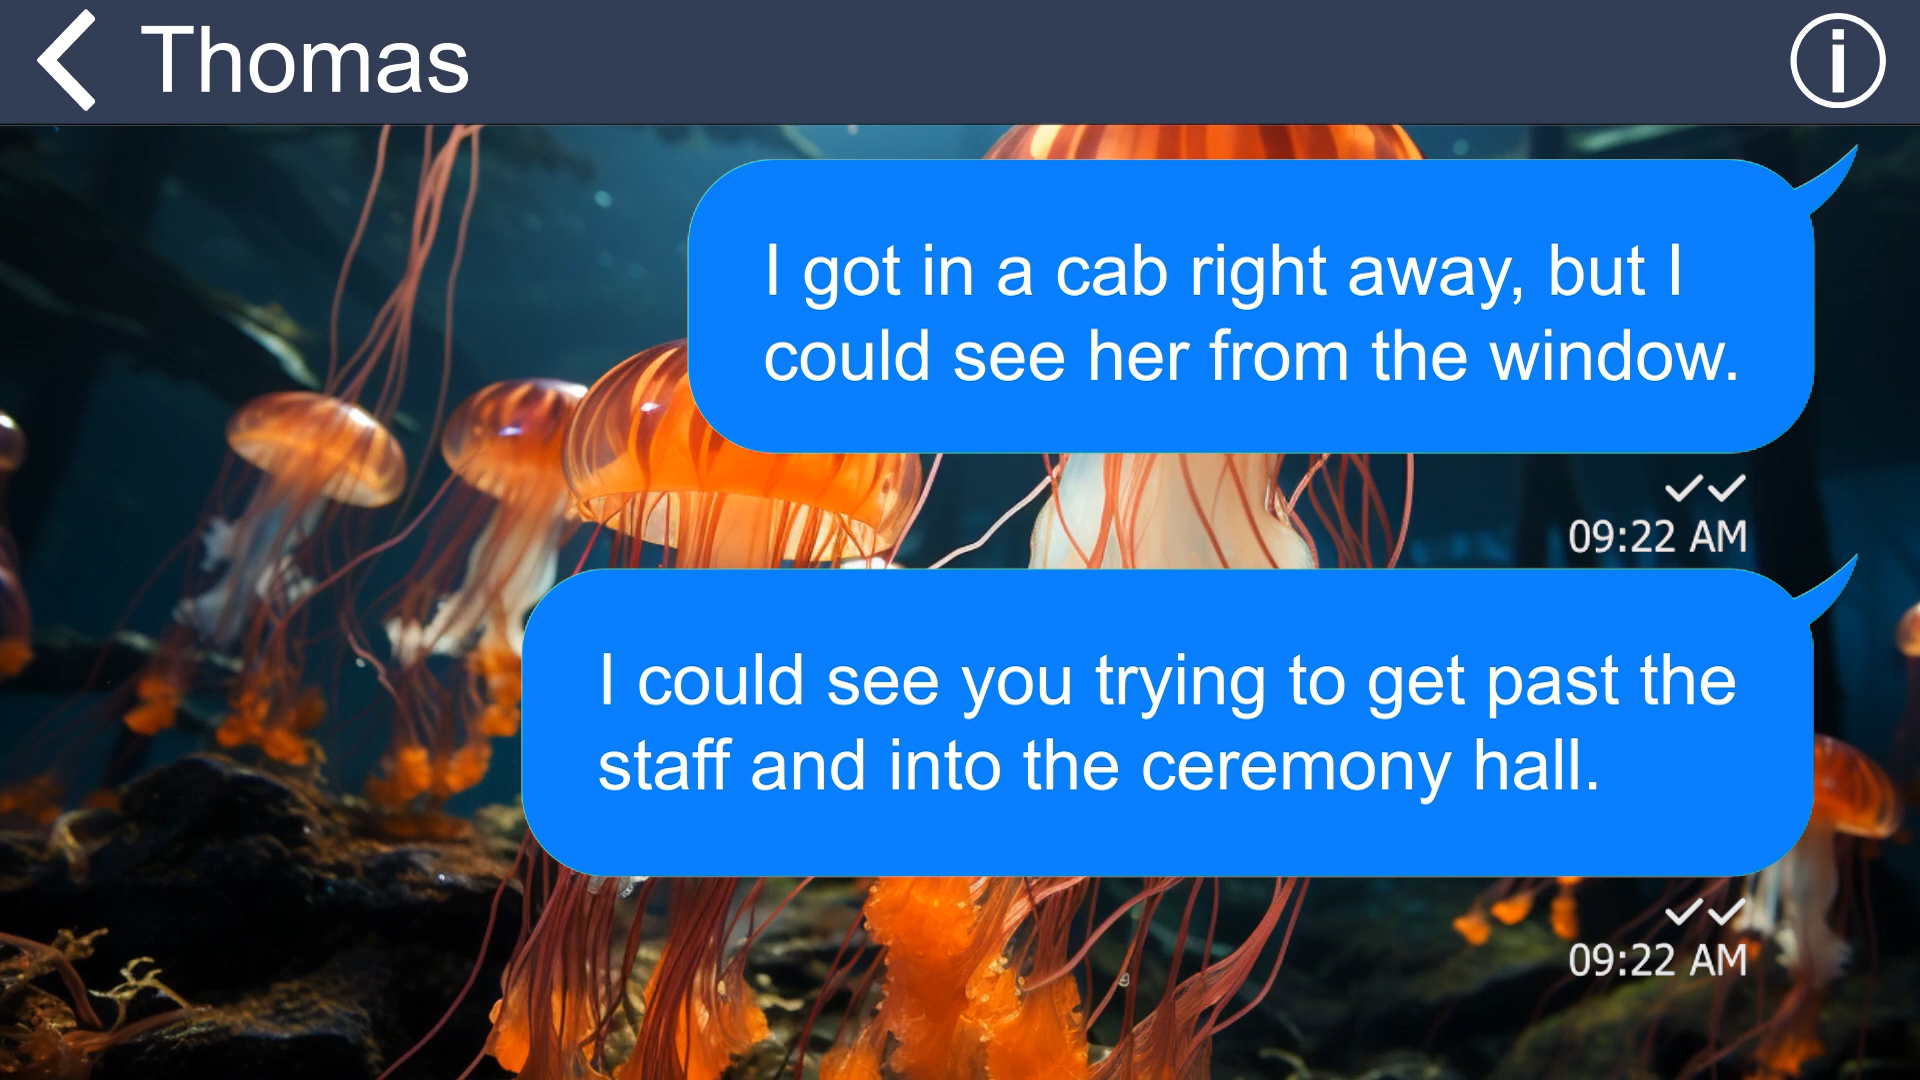 Thomas
I got in a cab right away, but I
could see her from the window.
09:22 AM
I could see you trying to get past the
staff and into the ceremony hall.
09:22 AM